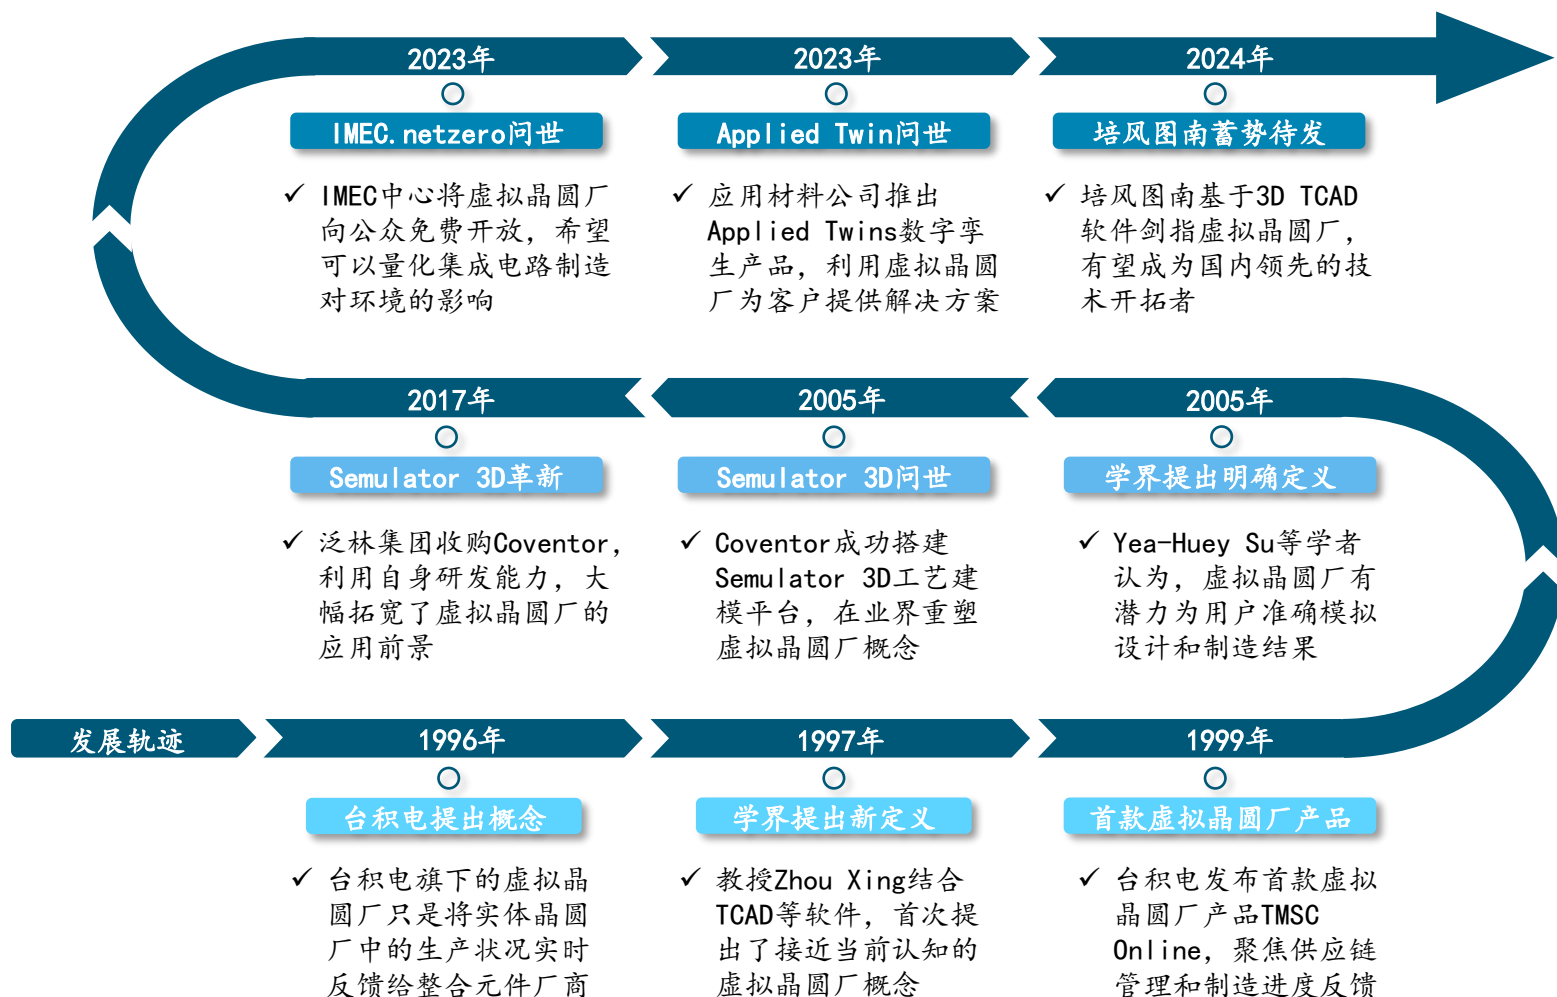 2023年
IMEC.netzero问世
IMEC中心将虚拟晶圆厂
向公众免费开放，希望
可以量化集成电路制造
对环境的影响
2023年
Applied Twin问世
应用材料公司推出
Applied Twins数字孪
生产品，利用虚拟晶圆
厂为客户提供解决方案
2024年
培风图南蓄势待发
培风图南基于3D TCAD
软件剑指虚拟晶圆厂，
有望成为国内领先的技
术开拓者
2017年
Semulator 3D革新
泛林集团收购Coventor，
利用自身研发能力，大
幅拓宽了虚拟晶圆厂的
应用前景
2005年
Semulator 3D问世
Coventor成功搭建
Semulator 3D工艺建
模平台，在业界重塑
虚拟晶圆厂概念
2005年
学界提出明确定义
Yea-Huey Su等学者
认为，虚拟晶圆厂有
潜力为用户准确模拟
设计和制造结果
发展轨迹
1996年
台积电提出概念
台积电旗下的虚拟晶
圆厂只是将实体晶圆
厂中的生产状况实时
反馈给整合元件厂商
1997年
学界提出新定义
教授Zhou Xing结合
TCAD等软件，首次提
出了接近当前认知的
虚拟晶圆厂概念
1999年
首款虚拟晶圆厂产品
台积电发布首款虚拟
晶圆厂产品TMSC
Online，聚焦供应链
管理和制造进度反馈